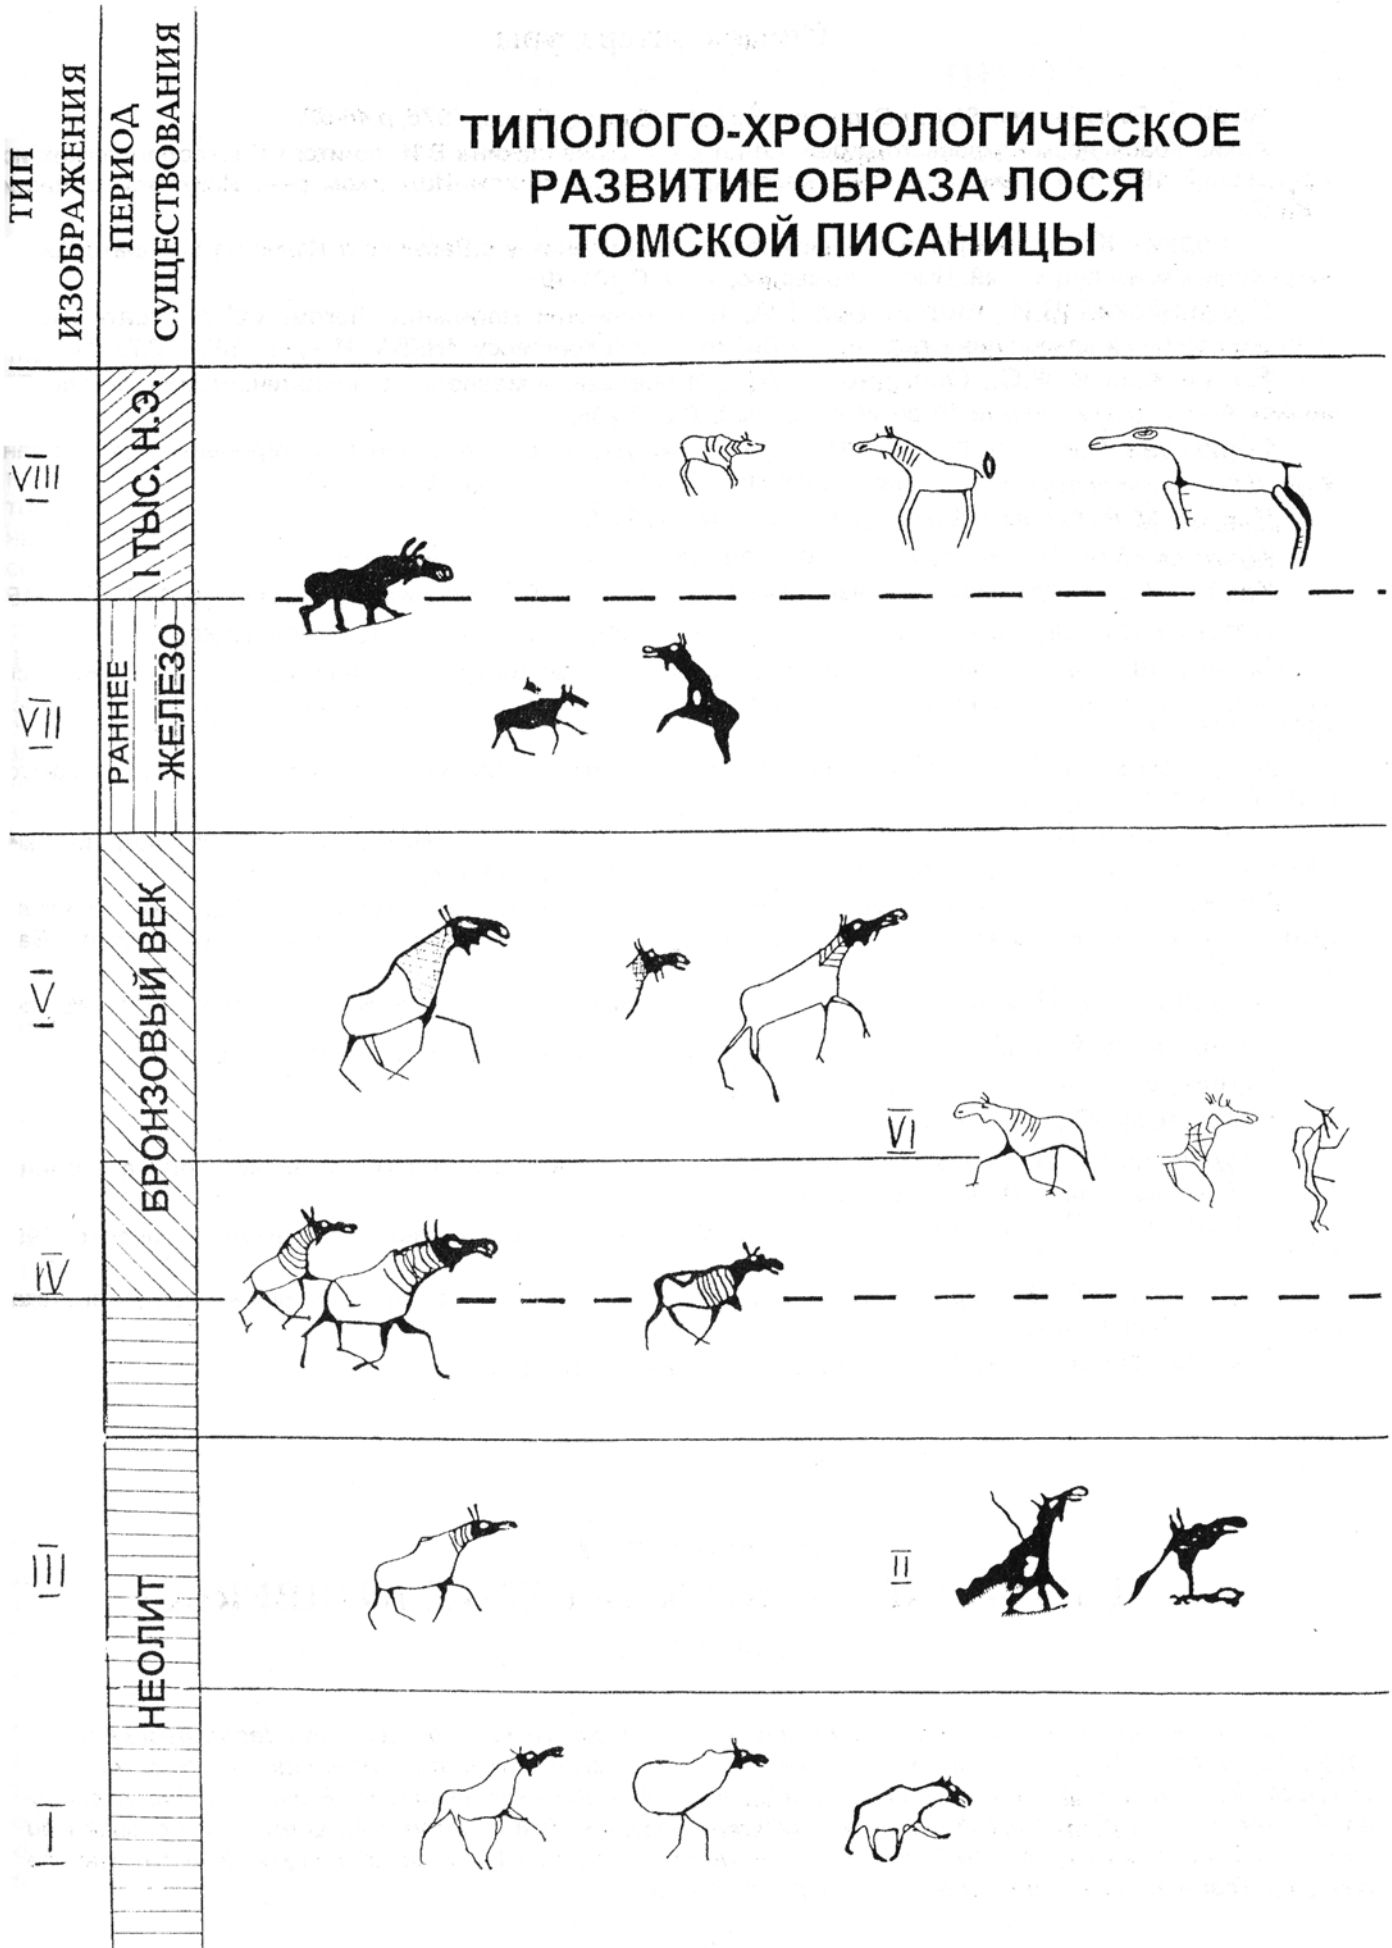 ТИП
ИЗОБРАЖЕНИЯ
ПЕРИОД
СУЩЕСТВОВАНИЯ
ТИПОЛОГО-ХРОНОЛОГИЧЕСКОЕ
РАЗВИТИЕ ОБРАЗА ЛОСЯ
ТОМСКОЙ ПИСАНИЦЫ
VIII
I ТЫС. Н.Э.
VII
РАННЕЕ
ЖЕЛЕЗО
V
БРОНЗОВЫЙ ВЕК
VI
IV
III
НЕОЛИТ
II
I